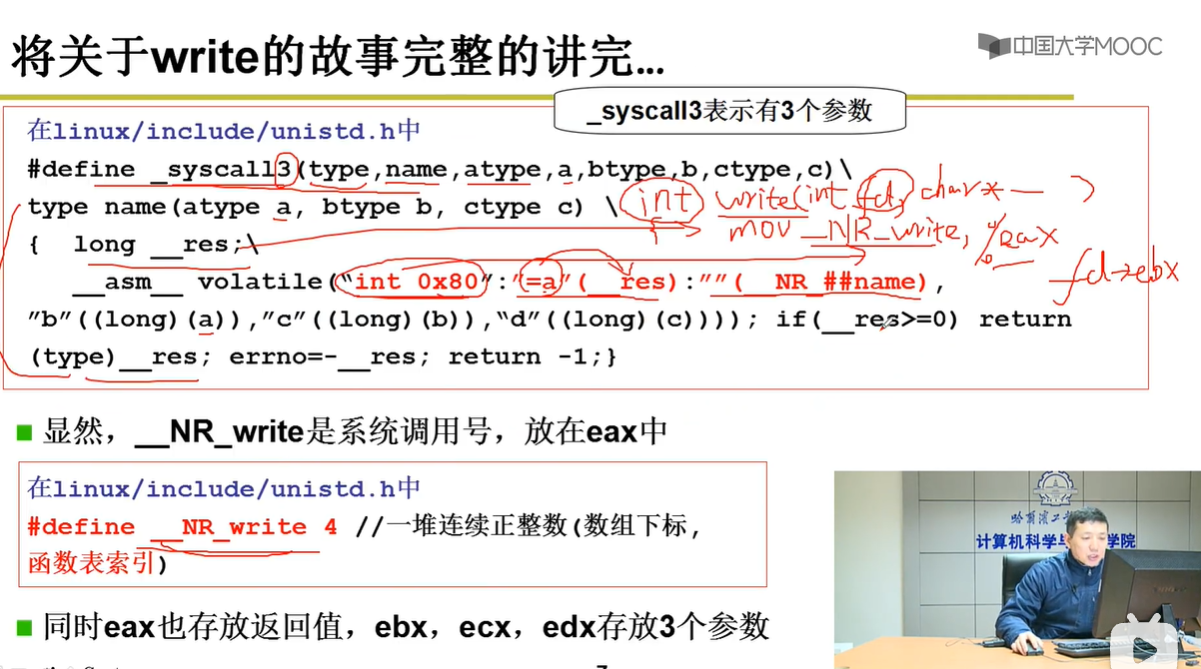 将关于write的故事完整的讲完...
中国大学MOOC
_syscall3表示有3个参数
在linux/include/unistd.h中
#define _syscall3(type,name,atype,a,btype,b,ctype,c)\
type name(atype a, btype b, ctype c) \
int write(int fd, char*
{ long __res;\
mov __NR_write, %eax
__asm__ volatile(“int 0x80”:”=a”(__res):””(__NR_##name),
fd→ebx
”b”((long)(a)),”c”((long)(b)),“d”((long)(c)))); if(__res>=0) return
(type)__res; errno=-__res; return -1;}
显然，__NR_write是系统调用号，放在eax中
在linux/include/unistd.h中
#define __NR_write 4 //一堆连续正整数(数组下标,
函数表索引)
同时eax也存放返回值，ebx，ecx，edx存放3个参数
计算机科学与
学院